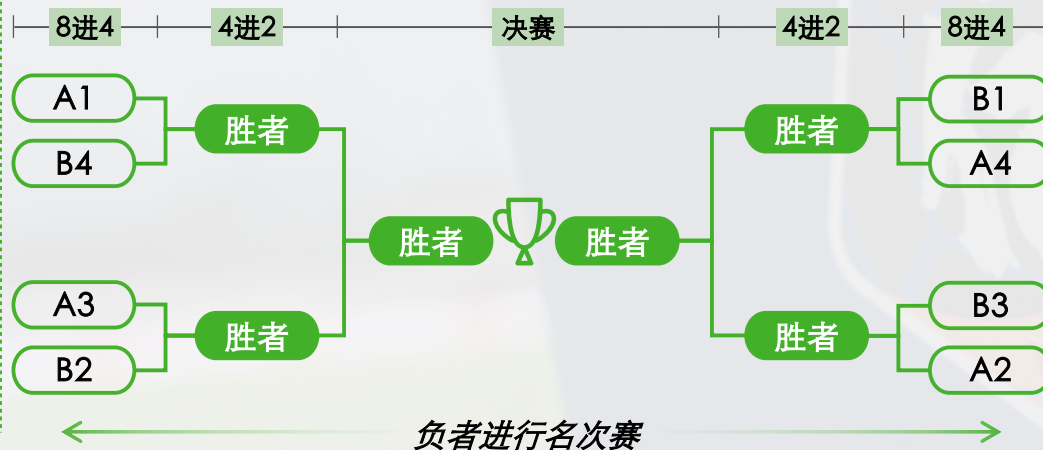 8进4 4进2 决赛 4进2 8进4
A1 B1
胜者 胜者
B4 A4
胜者 胜者
A3 B3
胜者 胜者
B2 A2
负者进行名次赛